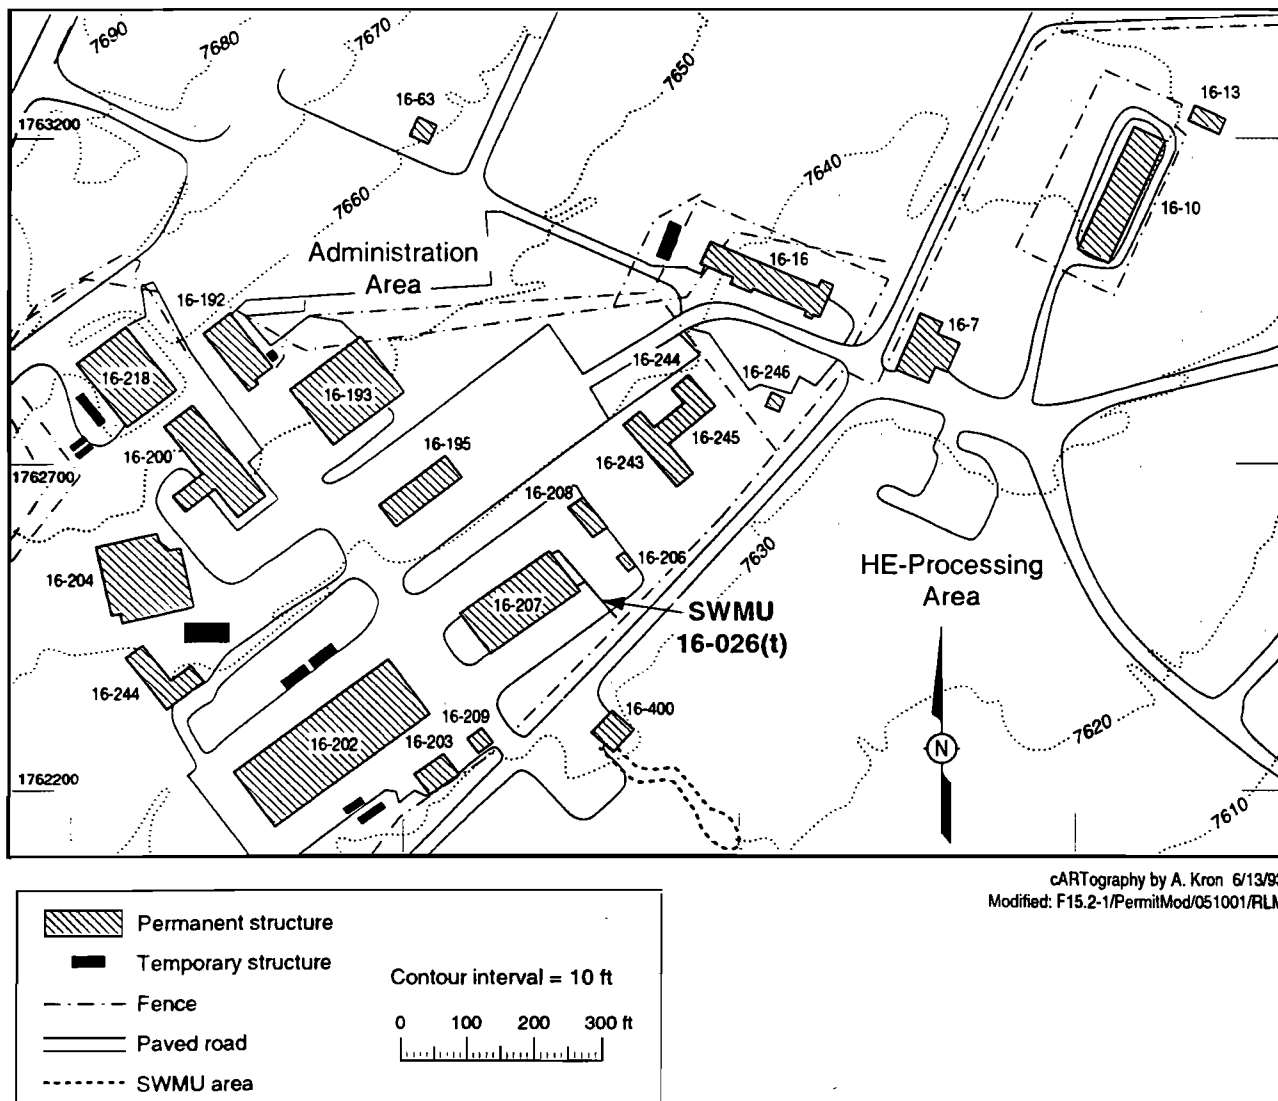 7690
7680
7670
7650
16-63
16-13
1763200
7640
7660
16-10
Administration
Area
16-16
16-192
16-7
16-244
16-246
16-218
16-193
16-245
16-195
16-200
16-243
1762700
16-208
16-206
7630
16-204
HE-Processing
Area
16-207
SWMU
16-026(t)
16-244
16-400
16-209
7620
16-202
16-203
N
1762200
7610
cARTography by A. Kron 6/13/93
Modified: F15.2-1/PermitMod/051001/RLM
Permanent structure
Temporary structure
Contour interval = 10 ft
Fence
0 100 200 300 ft
Paved road
SWMU area